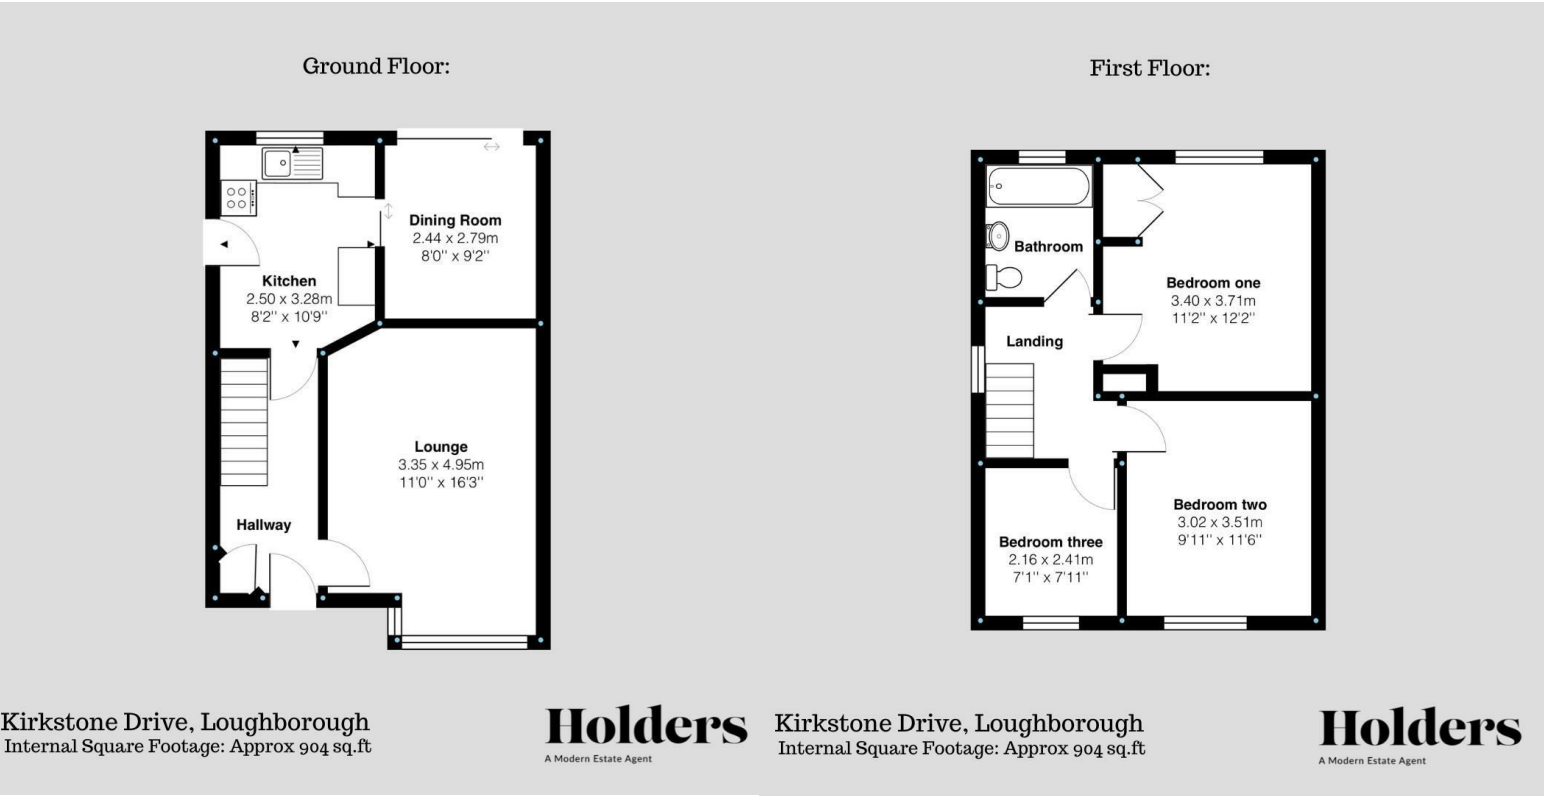 Ground Floor:
Dining Room
2.44 x 2.79m
8'0'' x 9'2''
Kitchen
2.50 x 3.28m
8'2'' x 10'9''
Lounge
3.35 x 4.95m
11'0'' x 16'3''
Hallway
Kirkstone Drive, Loughborough
Internal Square Footage: Approx 904 sq.ft
Holders
A Modern Estate Agent
First Floor:
Bathroom
Bedroom one
3.40 x 3.71m
11'2'' x 12'2''
Landing
Bedroom two
3.02 x 3.51m
9'11'' x 11'6''
Bedroom three
2.16 x 2.41m
7'1'' x 7'11''
Kirkstone Drive, Loughborough
Internal Square Footage: Approx 904 sq.ft
Holders
A Modern Estate Agent